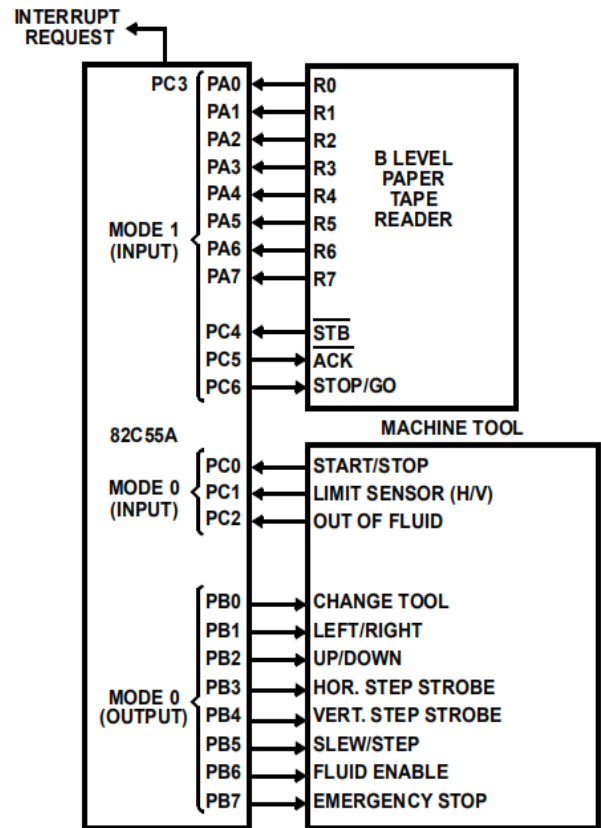 INTERRUPT
REQUEST
PC3 PA0 R0
PA1 R1
PA2 R2
PA3 R3
PA4 R4
PA5 R5
PA6 R6
PA7 R7
B LEVEL
PAPER
TAPE
READER
MODE 1
(INPUT)
PC4 STB
PC5 ACK
PC6 STOP/GO
82C55A
MACHINE TOOL
MODE 0
(INPUT)
PC0 START/STOP
PC1 LIMIT SENSOR (H/V)
PC2 OUT OF FLUID
MODE 0
(OUTPUT)
PB0 CHANGE TOOL
PB1 LEFT/RIGHT
PB2 UP/DOWN
PB3 HOR. STEP STROBE
PB4 VERT. STEP STROBE
PB5 SLEW/STEP
PB6 FLUID ENABLE
PB7 EMERGENCY STOP